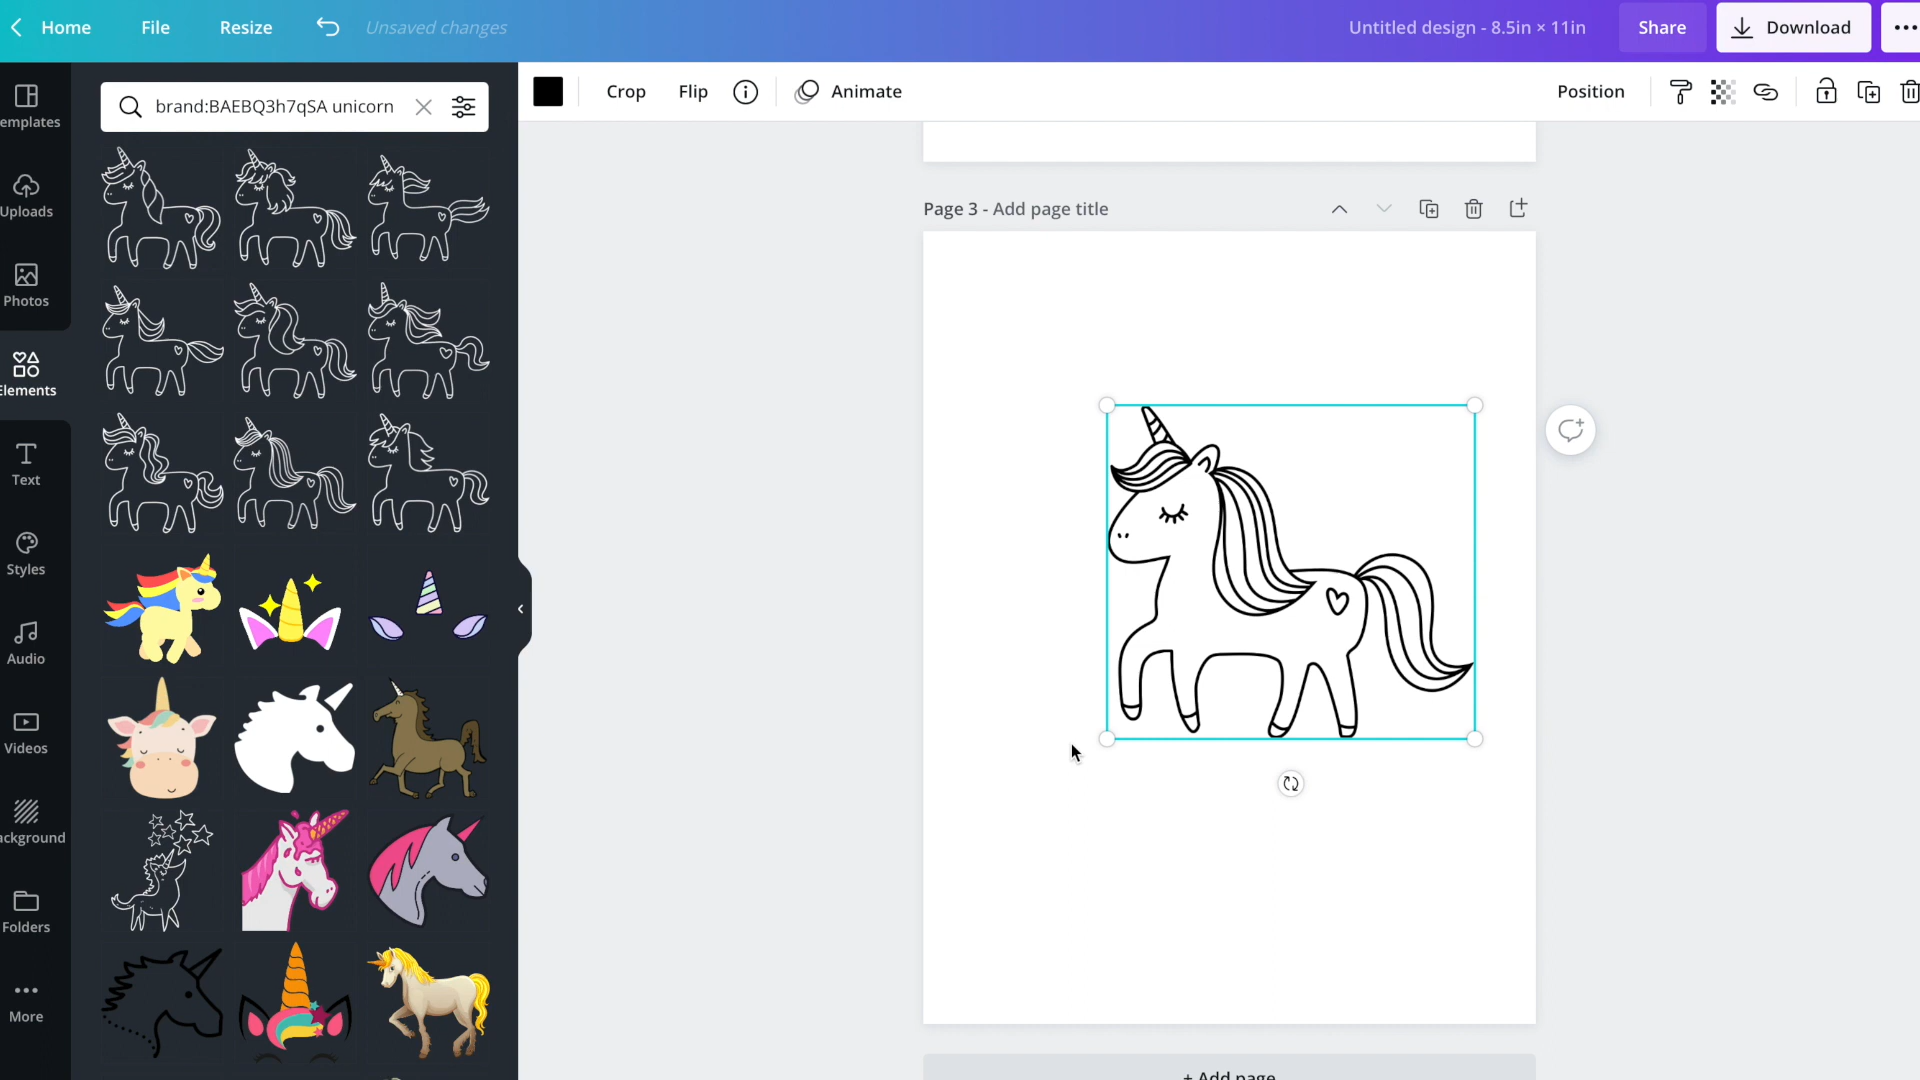 Home
File
Resize
Unsaved changes
Untitled design - 8.5in × 11in
Share
Download
brand:BAEBQ3h7qSA unicorn
Crop
Flip
Animate
Position
emplates
Uploads
Photos
Elements
Text
Styles
Audio
Videos
ackground
Folders
More
Page 3 - Add page title
+ Add page